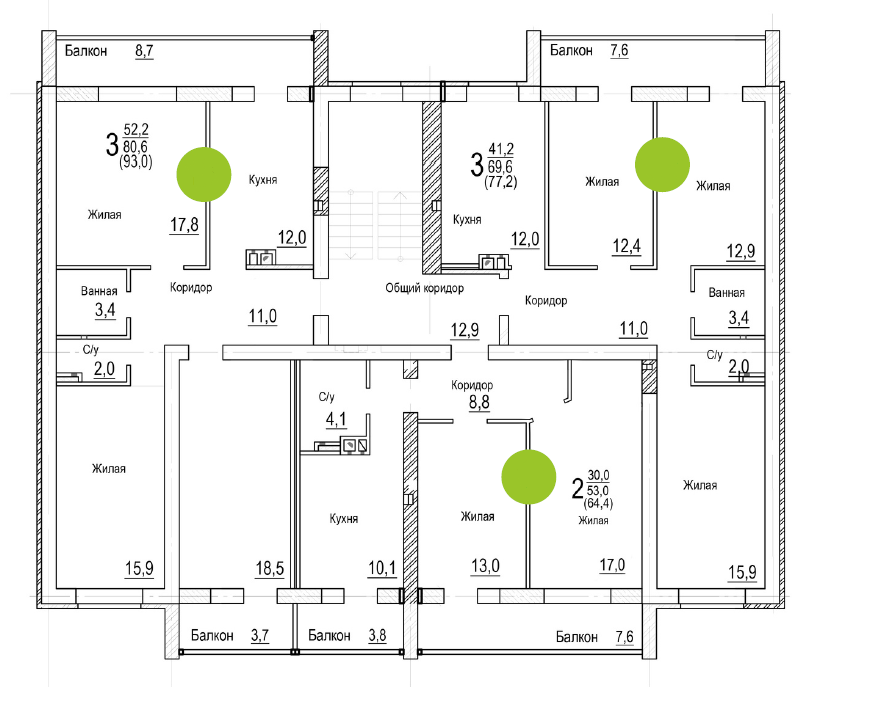 Балкон 8,7
Балкон 7,6
3 52,2
80,6
(93,0)
3 41,2
69,6
(77,2)
Кухня
Жилая
17,8
12,0
Кухня
12,0
Жилая
12,4
Жилая
12,9
Ванная
3,4
Коридор
11,0
Общий коридор
12,9
Коридор
11,0
Ванная
3,4
С/у
2,0
С/у
2,0
С/у
4,1
Коридор
8,8
Жилая
15,9
18,5
Кухня
10,1
Жилая
13,0
2 30,0
53,0
(64,4)
Жилая
17,0
Жилая
15,9
Балкон 3,7
Балкон 3,8
Балкон 7,6